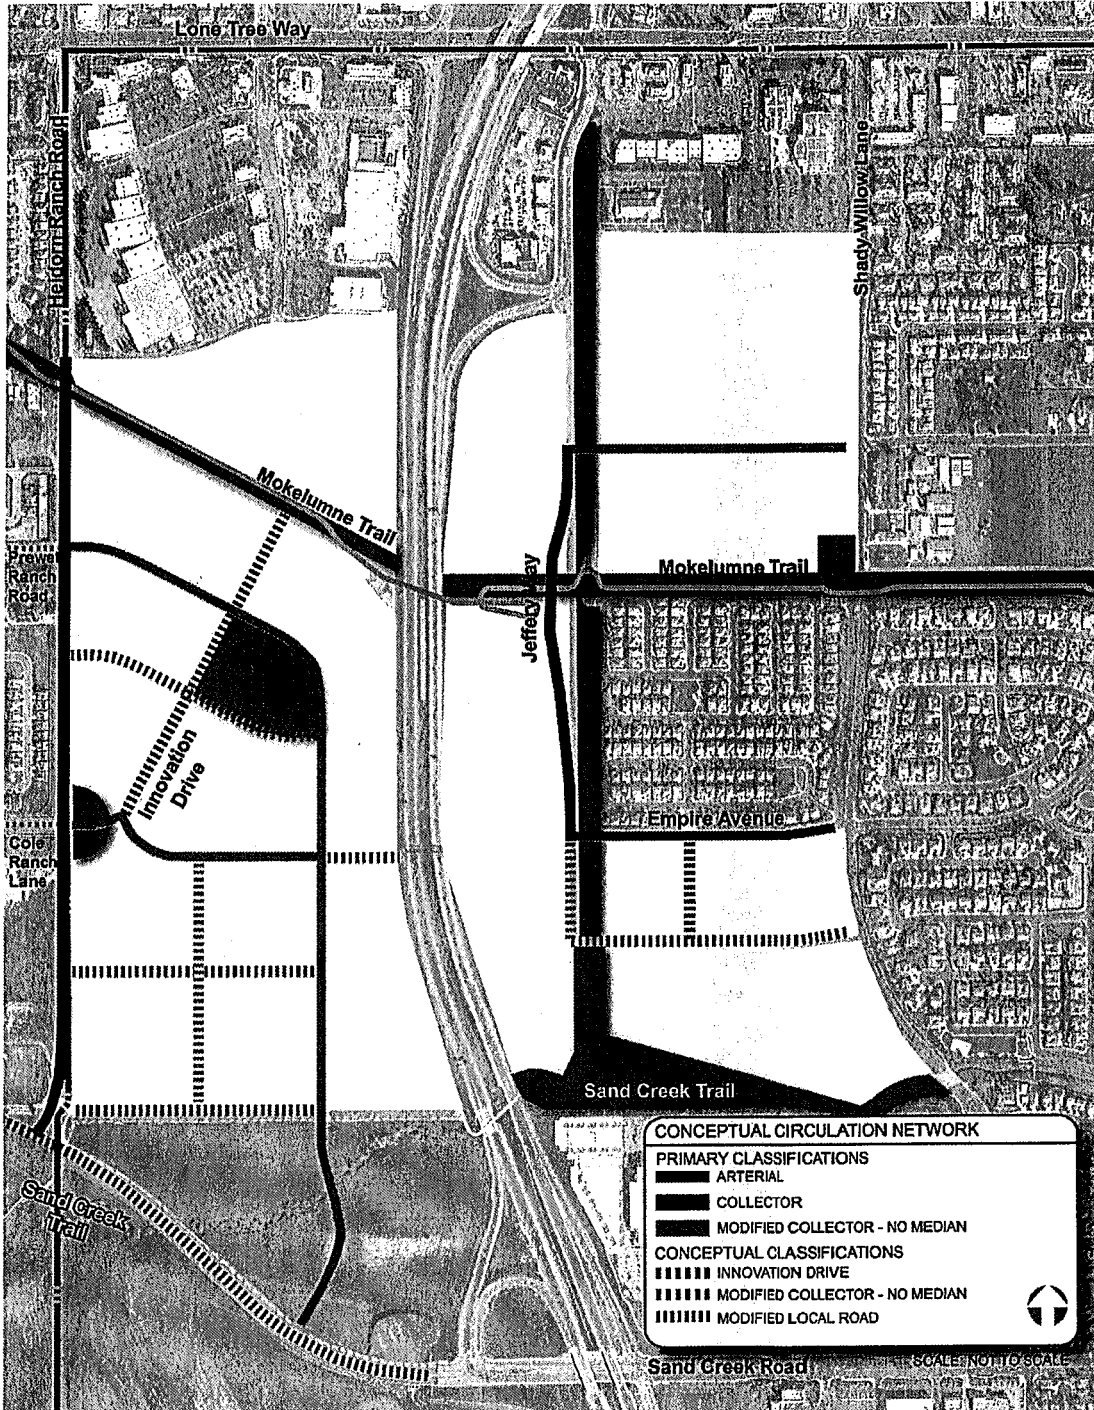 Lone Tree Way
Heidorn Ranch Road
Shady Willow Lane
Mokelumne Trail
Mokelumne Trail
Jeffery Way
Prewett
Ranch
Road
Innovation
Drive
Empire Avenue
Cole
Ranch
Lane
Sand Creek Trail
Sand Creek
Trail
CONCEPTUAL CIRCULATION NETWORK
PRIMARY CLASSIFICATIONS
ARTERIAL
COLLECTOR
MODIFIED COLLECTOR - NO MEDIAN
CONCEPTUAL CLASSIFICATIONS
INNOVATION DRIVE
MODIFIED COLLECTOR - NO MEDIAN
MODIFIED LOCAL ROAD
Sand Creek Road
SCALE: NOT TO SCALE